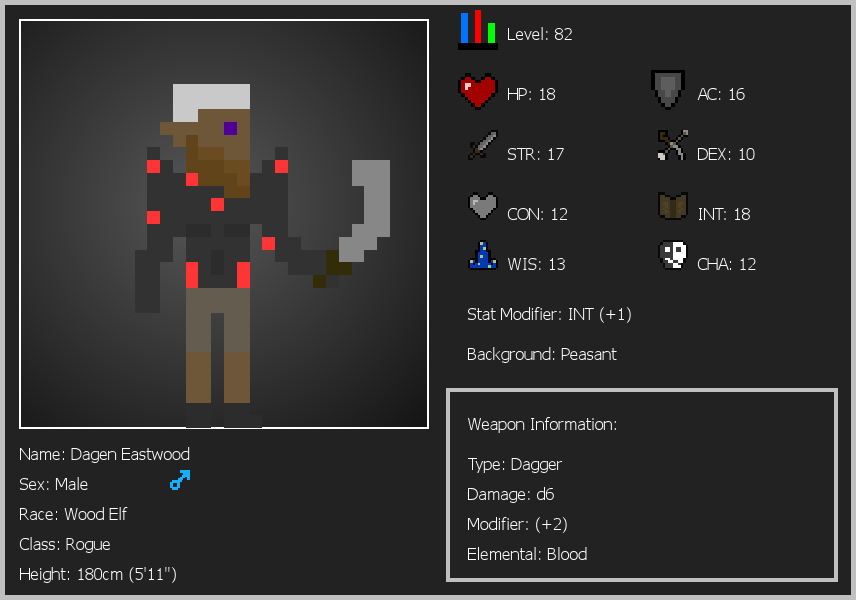 Level: 82
HP: 18
AC: 16
STR: 17
DEX: 10
CON: 12
INT: 18
WIS: 13
CHA: 12
Stat Modifier: INT (+1)
Background: Peasant
Weapon Information:
Type: Dagger
Damage: d6
Modifier: (+2)
Elemental: Blood
Name: Dagen Eastwood
Sex: Male
Race: Wood Elf
Class: Rogue
Height: 180cm (5'11")